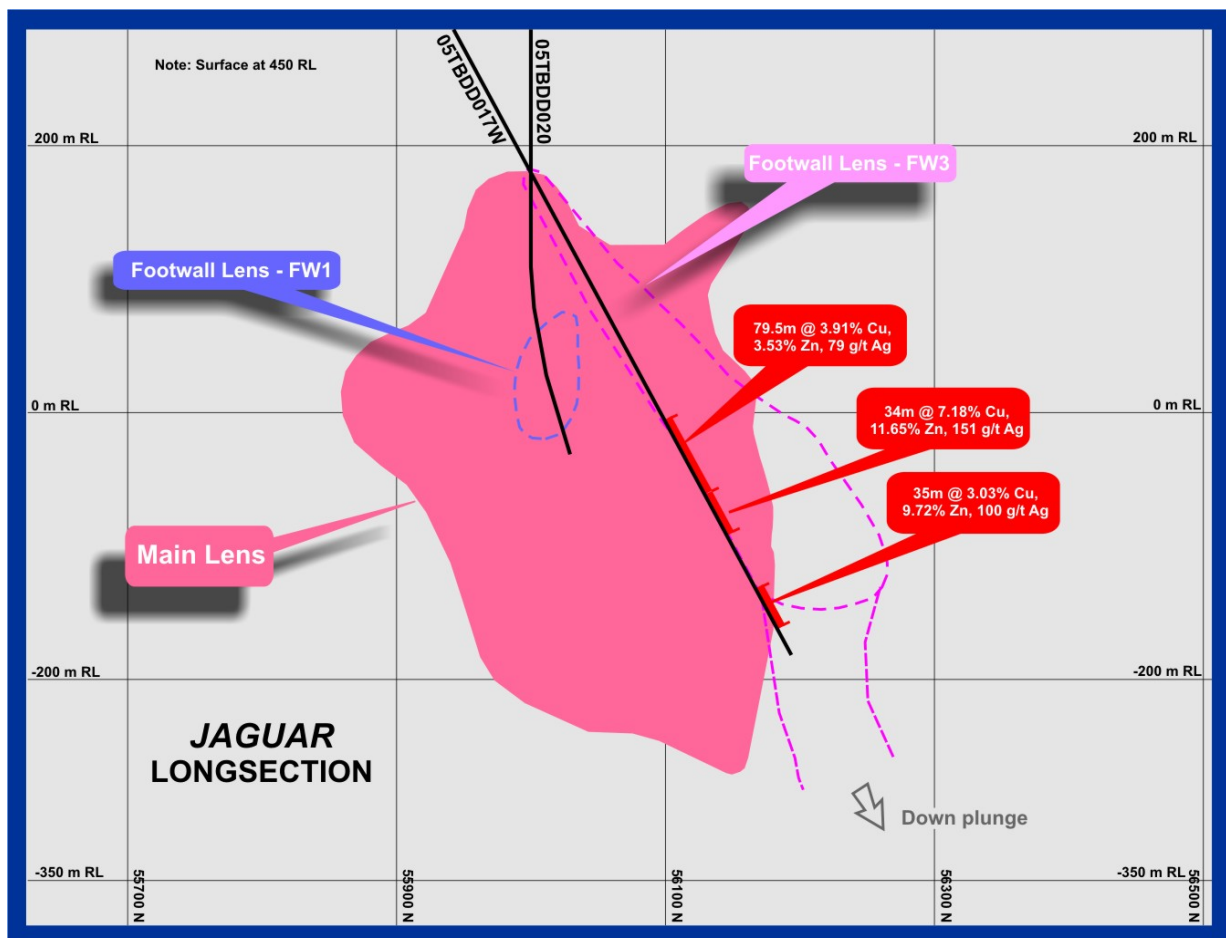 Note: Surface at 450 RL
05TBDD017W
05TBDD020
200 m RL
200 m RL
Footwall Lens - FW3
Footwall Lens - FW1
79.5m @ 3.91% Cu,
3.53% Zn, 79 g/t Ag
0 m RL
0 m RL
34m @ 7.18% Cu,
11.65% Zn, 151 g/t Ag
35m @ 3.03% Cu,
9.72% Zn, 100 g/t Ag
Main Lens
-200 m RL
-200 m RL
JAGUAR
LONGSECTION
Down plunge
-350 m RL
-350 m RL
55700 N
55900 N
56100 N
56300 N
56500 N